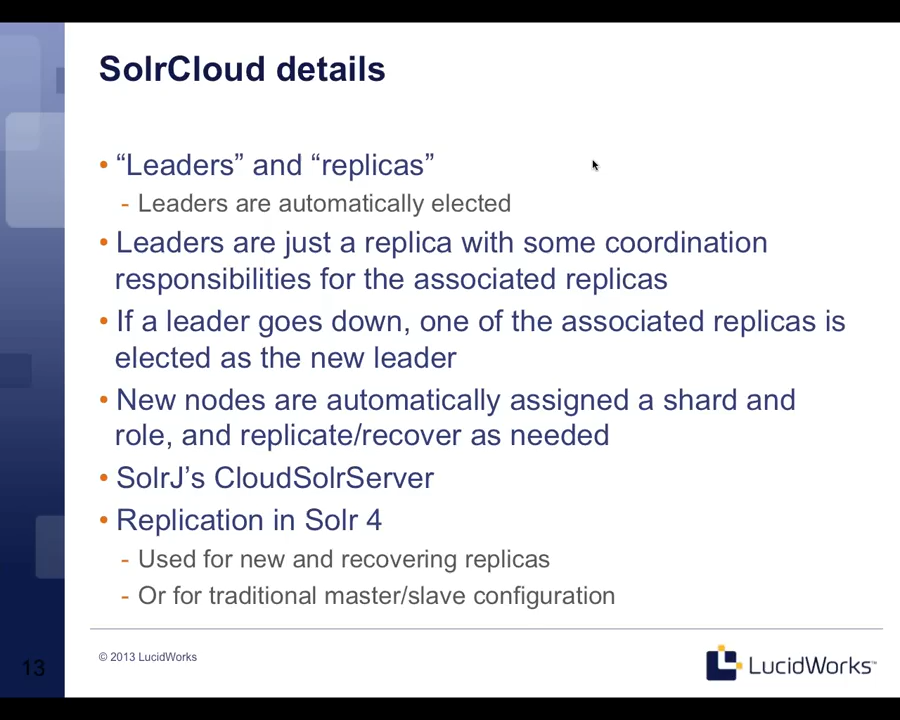 SolrCloud details
• “Leaders” and “replicas”
- Leaders are automatically elected
• Leaders are just a replica with some coordination
responsibilities for the associated replicas
• If a leader goes down, one of the associated replicas is
elected as the new leader
• New nodes are automatically assigned a shard and
role, and replicate/recover as needed
• SolrJ’s CloudSolrServer
• Replication in Solr 4
- Used for new and recovering replicas
- Or for traditional master/slave configuration
13
© 2013 LucidWorks
LucidWorks™